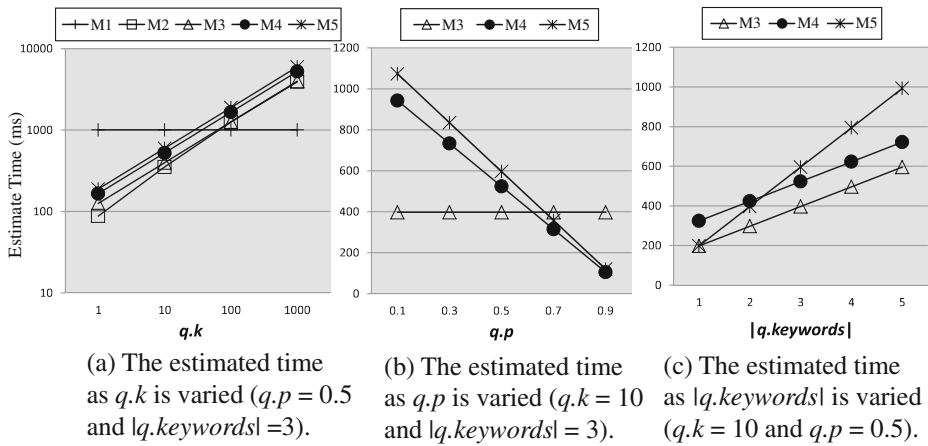 M1 M2 M3 M4 M5
Estimate Time (ms)
10000
1000
100
10
1 10 100 1000
q.k
(a) The estimated time
as q.k is varied (q.p = 0.5
and |q.keywords| =3).
M3 M4 M5
1200
1000
800
600
400
200
0
0.1 0.3 0.5 0.7 0.9
q.p
(b) The estimated time
as q.p is varied (q.k = 10
and |q.keywords| = 3).
M3 M4 M5
1200
1000
800
600
400
200
0
1 2 3 4 5
|q.keywords|
(c) The estimated time
as |q.keywords| is varied
(q.k = 10 and q.p = 0.5).